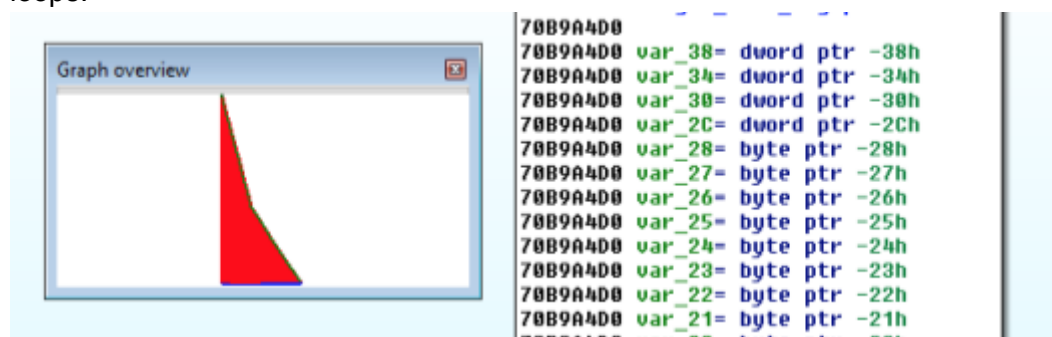 Graph overview
70B9A4D0
70B9A4D0 var_38= dword ptr -38h
70B9A4D0 var_34= dword ptr -34h
70B9A4D0 var_30= dword ptr -30h
70B9A4D0 var_2C= dword ptr -2Ch
70B9A4D0 var_28= byte ptr -28h
70B9A4D0 var_27= byte ptr -27h
70B9A4D0 var_26= byte ptr -26h
70B9A4D0 var_25= byte ptr -25h
70B9A4D0 var_24= byte ptr -24h
70B9A4D0 var_23= byte ptr -23h
70B9A4D0 var_22= byte ptr -22h
70B9A4D0 var_21= byte ptr -21h